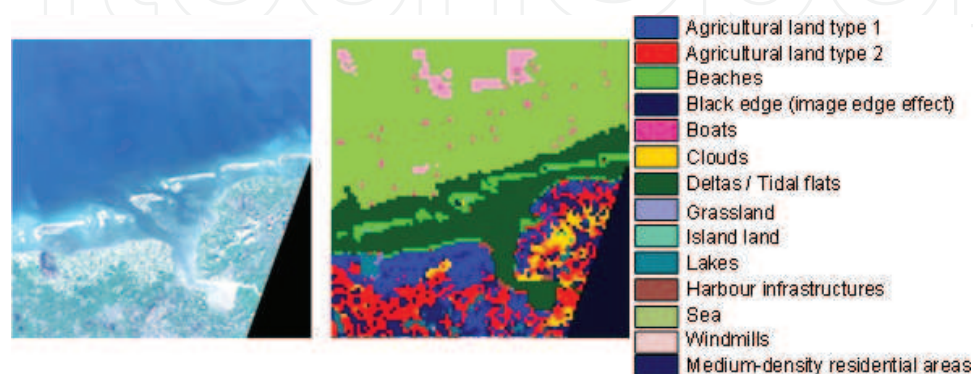 Agricultural land type 1
Agricultural land type 2
Beaches
Black edge (image edge effect)
Boats
Clouds
Deltas / Tidal flats
Grassland
Island land
Lakes
Harbour infrastructures
Sea
Windmills
Medium-density residential areas